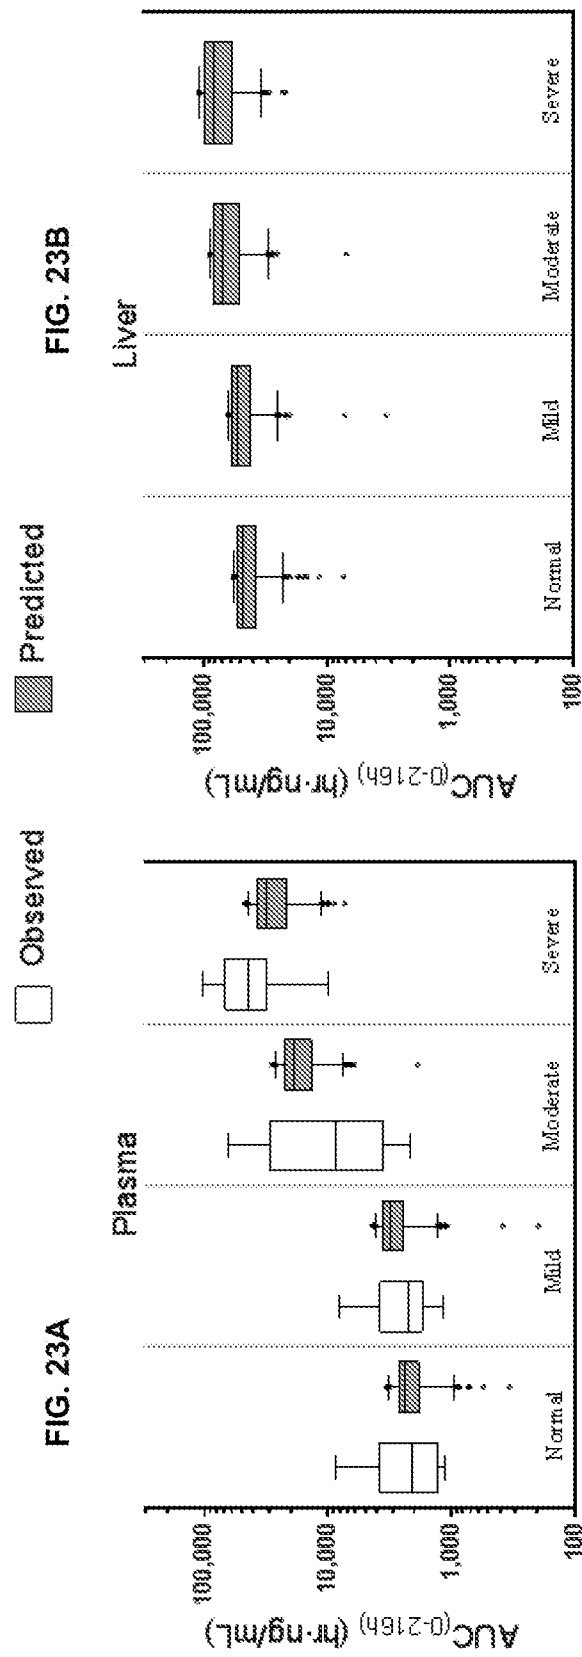 Observed
Predicted
FIG. 23A
Plasma
AUC(0-216h) (hr·ng/mL)
100,000
10,000
1,000
100
Normal
Mild
Moderate
Severe
FIG. 23B
Liver
AUC(0-216h) (hr·ng/mL)
100,000
10,000
1,000
100
Normal
Mild
Moderate
Severe